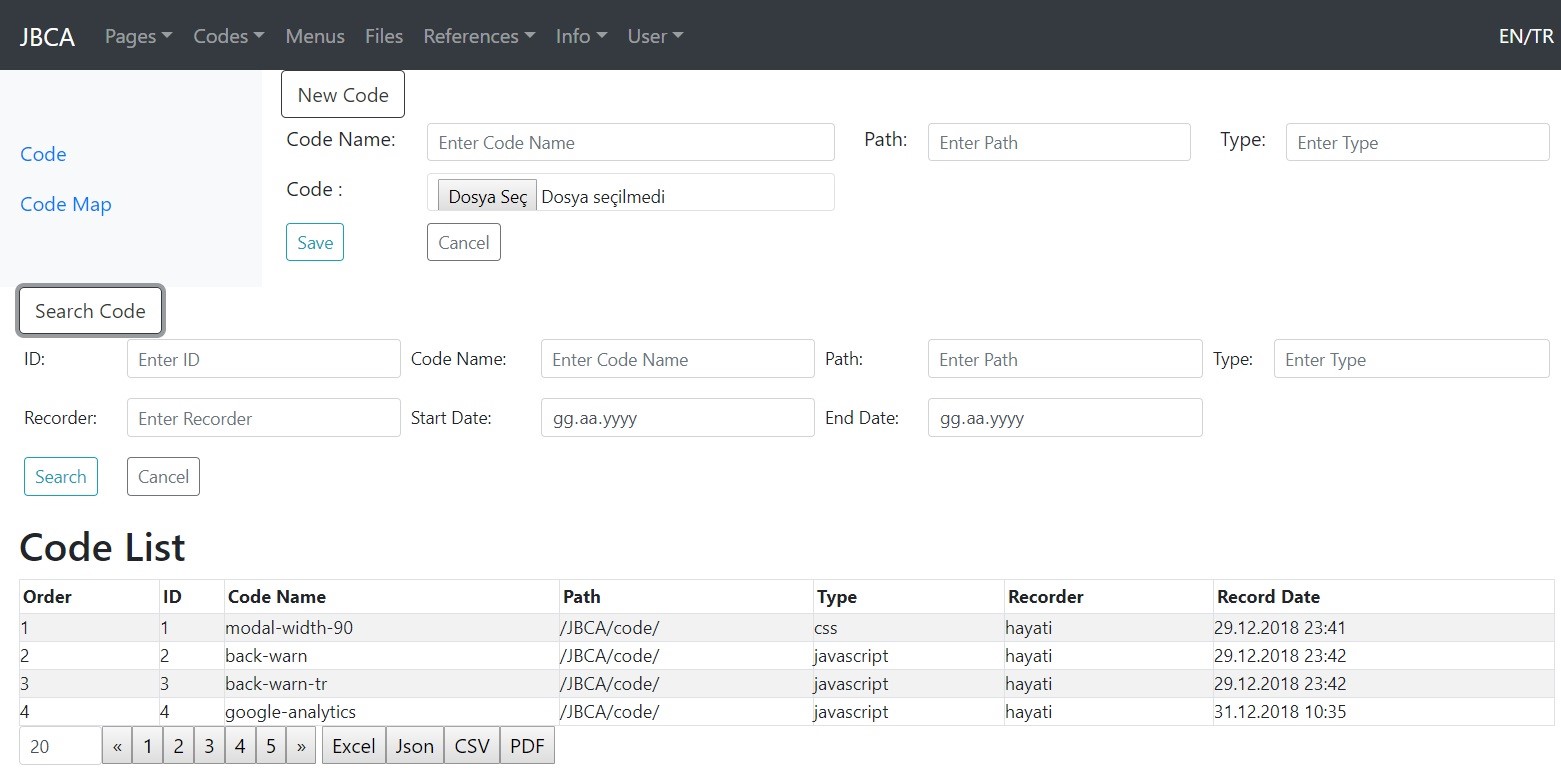 JBCA Pages Codes Menus Files References Info User EN/TR
New Code
Code Name: Enter Code Name Path: Enter Path Type: Enter Type
Code
Code : Dosya Seç Dosya seçilmedi
Code Map
Save Cancel
Search Code
ID: Enter ID Code Name: Enter Code Name Path: Enter Path Type: Enter Type
Recorder: Enter Recorder Start Date: gg.aa.yyyy End Date: gg.aa.yyyy
Search Cancel
Code List
Order ID Code Name Path Type Recorder Record Date
1 1 modal-width-90 /JBCA/code/ css hayati 29.12.2018 23:41
2 2 back-warn /JBCA/code/ javascript hayati 29.12.2018 23:42
3 3 back-warn-tr /JBCA/code/ javascript hayati 29.12.2018 23:42
4 4 google-analytics /JBCA/code/ javascript hayati 31.12.2018 10:35
20 « 1 2 3 4 5 » Excel Json CSV PDF